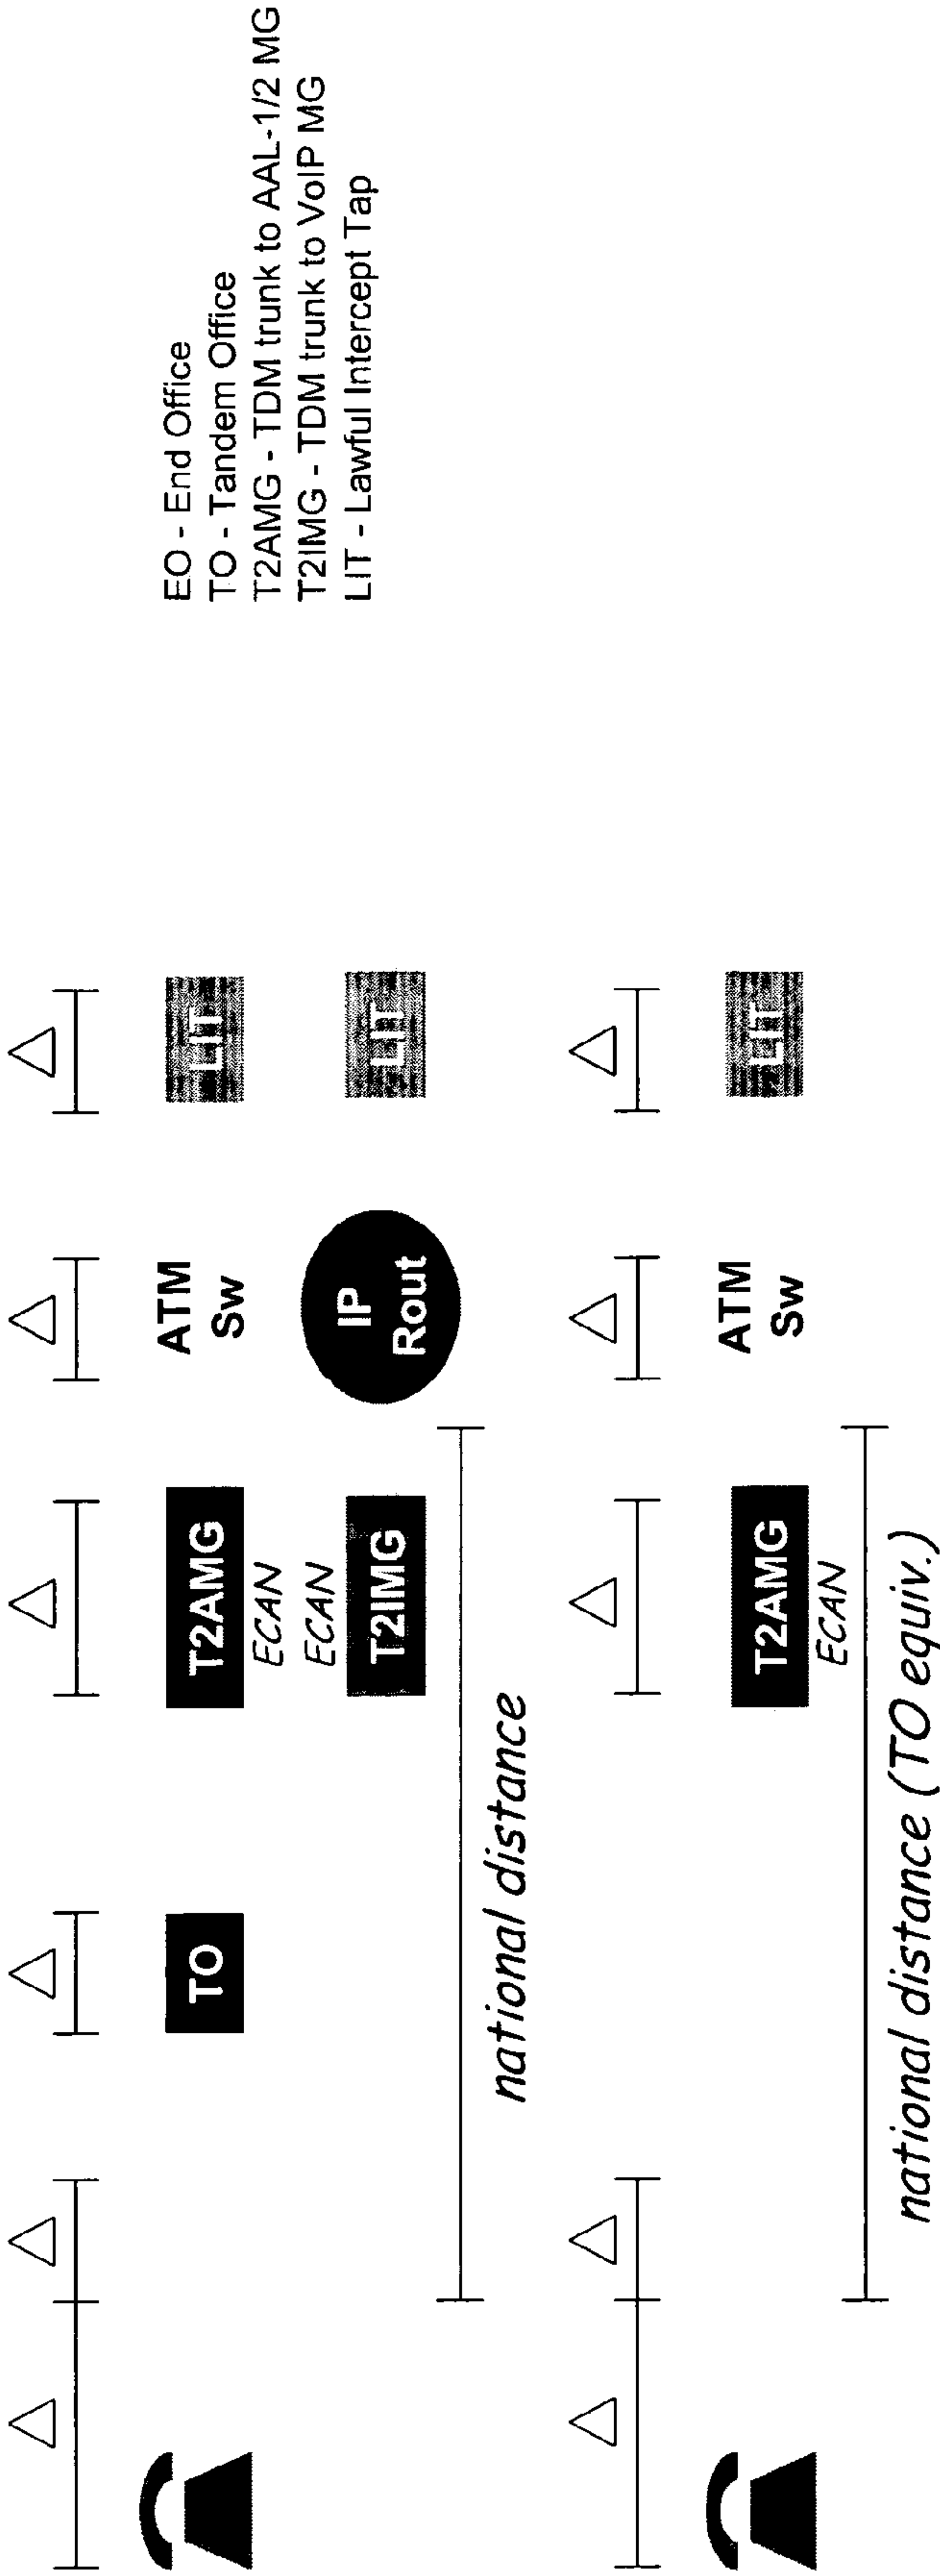 TO
T2AMG
ECAN
ATM
Sw
LIT
ECAN
T2IMG
IP
Rout
LIT
national distance
T2AMG
ECAN
ATM
Sw
LIT
national distance (TO equiv.)
EO - End Office
TO - Tandem Office
T2AMG - TDM trunk to AAL-1/2 MG
T2IMG - TDM trunk to VoIP MG
LIT - Lawful Intercept Tap